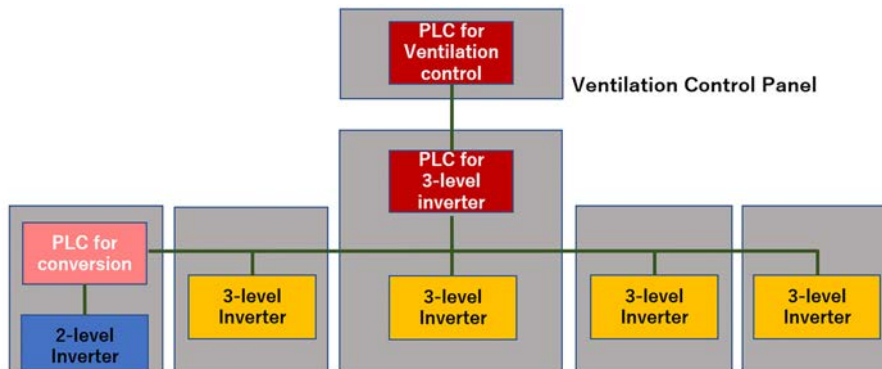 PLC for
Ventilation
control
Ventilation Control Panel
PLC for
3-level
inverter
PLC for
conversion
2-level
Inverter
3-level
Inverter
3-level
Inverter
3-level
Inverter
3-level
Inverter